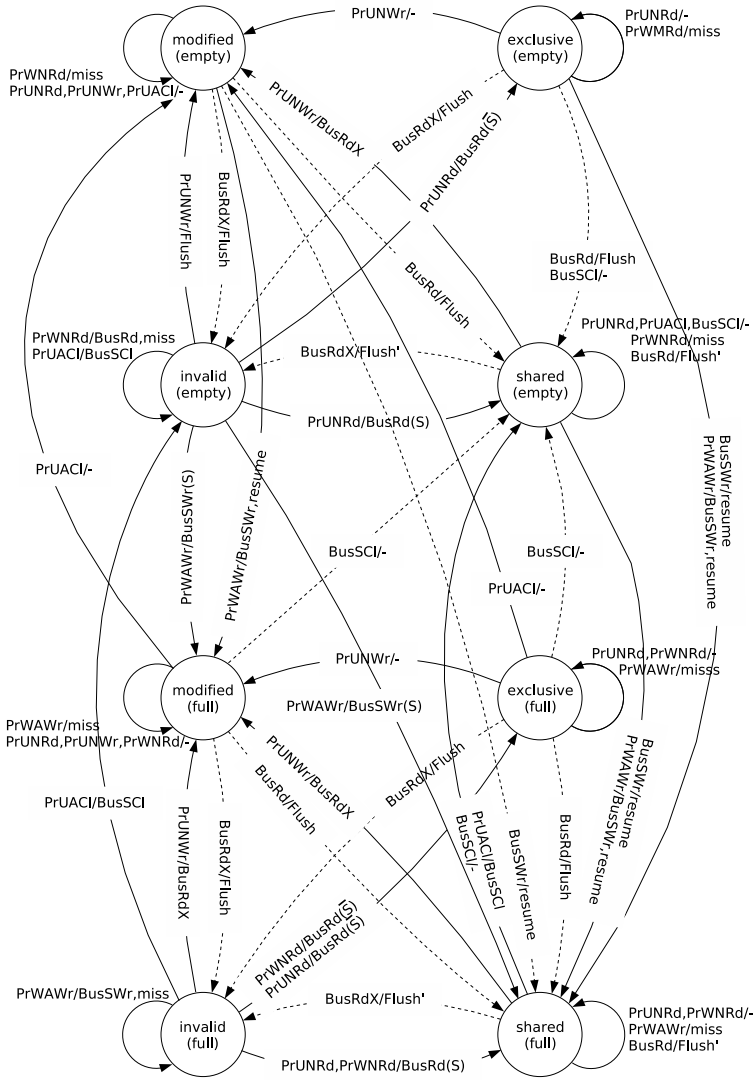 modified
(empty)
PrUNWr/-
exclusive
(empty)
PrUNRd/-
PrWMRd/miss
PrWNRd/miss
PrUNRd,PrUNWr,PrUACl/-
PrUNWr/BusRdX
BusRdX/Flush
PrUNRd/BusRd(S̅)
PrUNWr/Flush
BusRdX/Flush
BusRd/Flush
BusRd/Flush
BusSCl/-
PrWNRd/BusRd,miss
PrUACl/BusSCl
invalid
(empty)
BusRdX/Flush'
shared
(empty)
PrUNRd,PrUACl,BusSCl/-
PrWNRd/miss
BusRd/Flush'
PrUNRd/BusRd(S)
PrUACl/-
PrWAWr/BusSWr(S)
PrWAWr/BusSWr,resume
BusSCl/-
BusSCl/-
BusSWr/resume
PrWAWr/BusSWr,resume
PrUACl/-
modified
(full)
PrUNWr/-
exclusive
(full)
PrUNRd,PrWNRd/-
PrWAWr/misss
PrWAWr/BusSWr(S)
PrWAWr/miss
PrUNRd,PrUNWr,PrWNRd/-
PrUNWr/BusRdX
BusRd/Flush
BusRdX/Flush
PrUACl/BusSCl
PrUNWr/BusRdX
BusRdX/Flush
PrUACl/BusSCl
BusSCl/-
BusSWr/resume
BusRd/Flush
BusSWr/resume
PrWAWr/BusSWr,resume
PrWNRd/BusRd(S̅)
PrUNRd/BusRd(S̅)
PrWAWr/BusSWr,miss
invalid
(full)
BusRdX/Flush'
shared
(full)
PrUNRd,PrWNRd/-
PrWAWr/miss
BusRd/Flush'
PrUNRd,PrWNRd/BusRd(S)